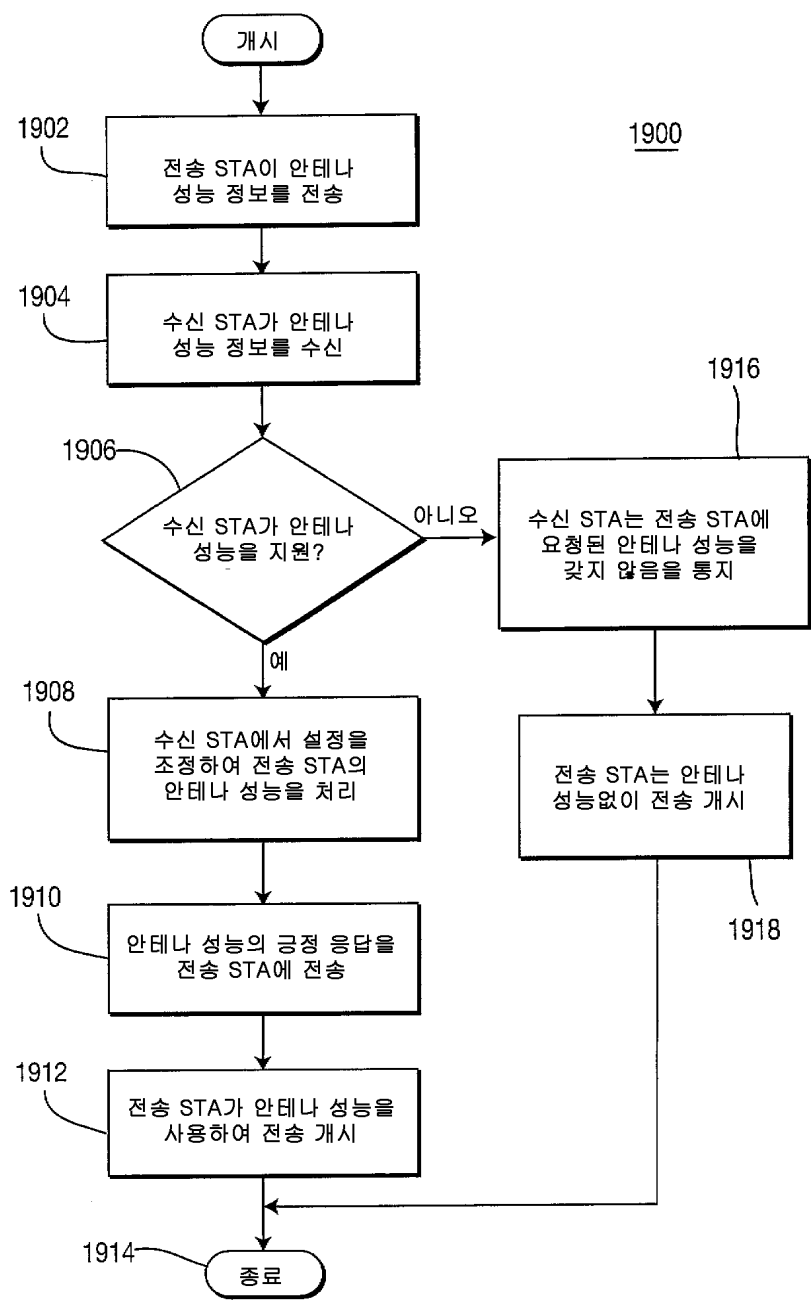 개시
1902
1900
전송 STA이 안테나
성능 정보를 전송
1904
수신 STA가 안테나
성능 정보를 수신
1906
수신 STA가 안테나
성능을 지원?
아니오
1916
수신 STA는 전송 STA에
요청된 안테나 성능을
갖지 않음을 통지
예
1908
수신 STA에서 설정을
조정하여 전송 STA의
안테나 성능을 처리
전송 STA는 안테나
성능없이 전송 개시
1918
1910
안테나 성능의 긍정 응답을
전송 STA에 전송
1912
전송 STA가 안테나 성능을
사용하여 전송 개시
1914
종료